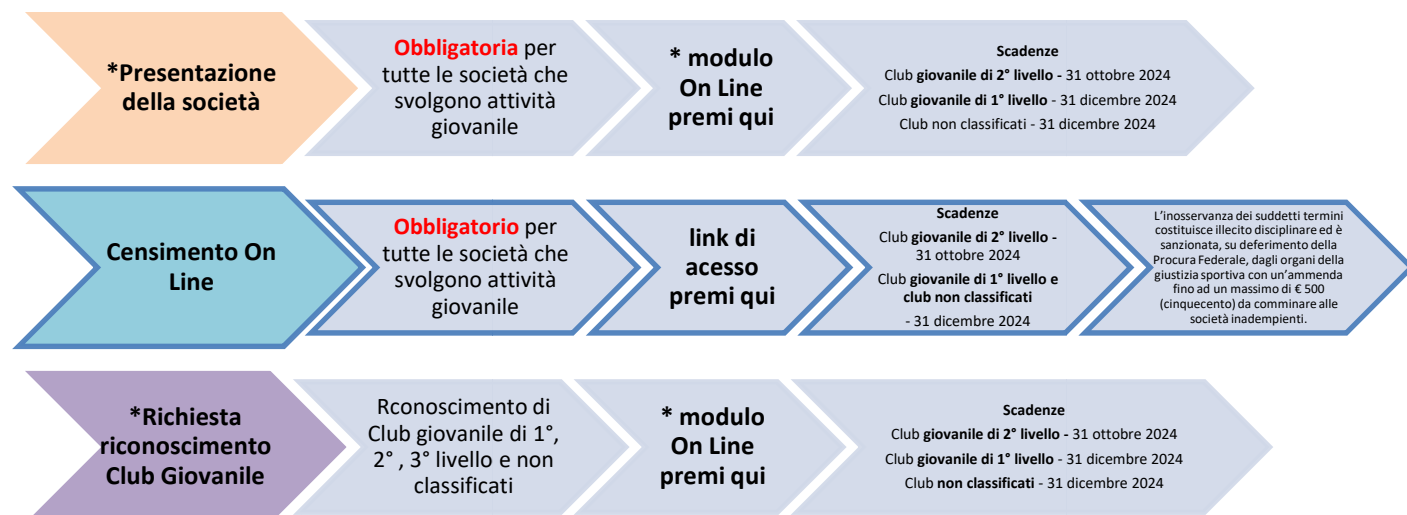 *Presentazione
della società
Obbligatoria per
tutte le società che
svolgono attività
giovanile
* modulo
On Line
premi qui
Scadenze
Club giovanile di 2° livello - 31 ottobre 2024
Club giovanile di 1° livello - 31 dicembre 2024
Club non classificati - 31 dicembre 2024
Censimento On
Line
Obbligatorio per
tutte le società che
svolgono attività
giovanile
link di
acesso
premi qui
Scadenze
Club giovanile di 2° livello -
31 ottobre 2024
Club giovanile di 1° livello e
club non classificati
- 31 dicembre 2024
L'inosservanza dei suddetti termini
costituisce illecito disciplinare ed è
sanzionata, su deferimento della
Procura Federale, dagli organi della
giustizia sportiva con un'ammenda
fino ad un massimo di € 500
(cinquecento) da comminare alle
società inadempienti.
*Richiesta
riconoscimento
Club Giovanile
Rconoscimento di
Club giovanile di 1°,
2° , 3° livello e non
classificati
* modulo
On Line
premi qui
Scadenze
Club giovanile di 2° livello - 31 ottobre 2024
Club giovanile di 1° livello - 31 dicembre 2024
Club non classificati - 31 dicembre 2024